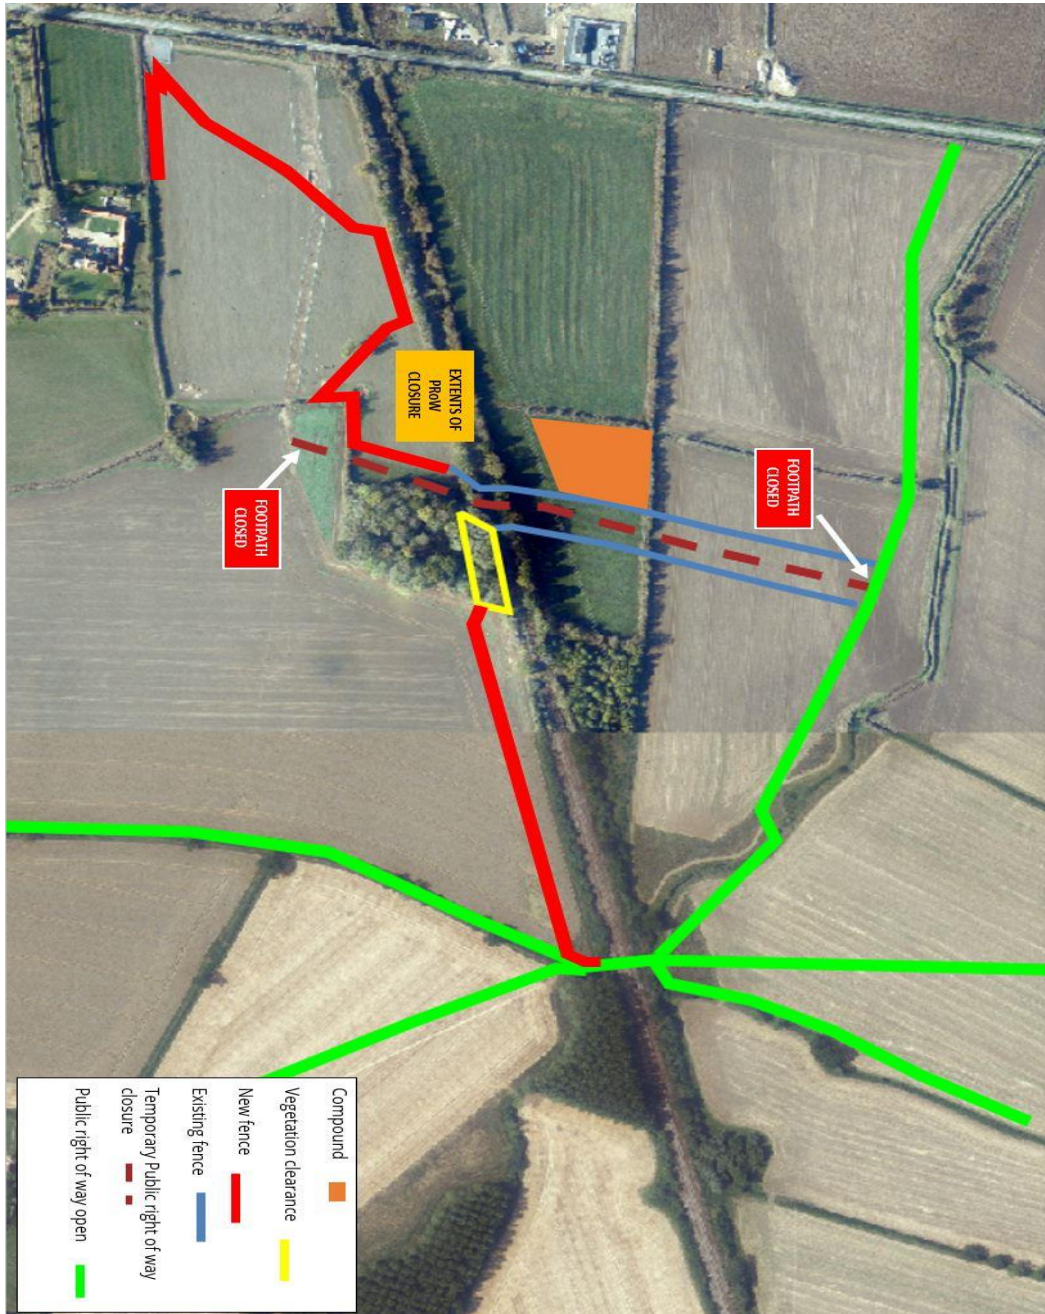 EXTENTS OF
PRoW
CLOSURE
FOOTPATH
CLOSED
FOOTPATH
CLOSED
Compound
Vegetation clearance
New fence
Existing fence
Temporary Public right of way
closure
Public right of way open